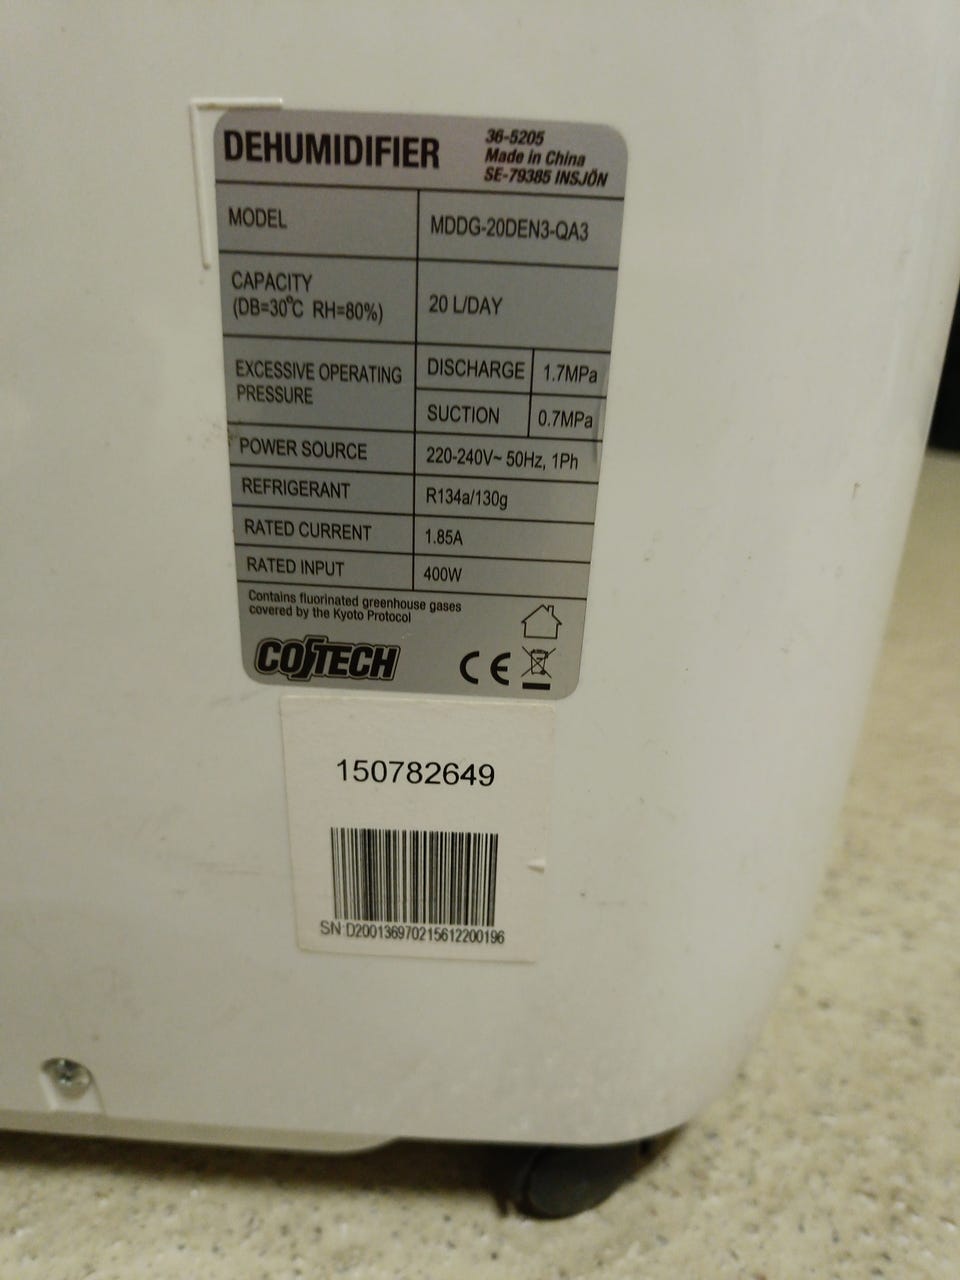 DEHUMIDIFIER
36-5205
Made in China
SE-79385 INSJÖN
MODEL MDDG-20DEN3-QA3
CAPACITY
(DB=30°C RH=80%) 20 L/DAY
EXCESSIVE OPERATING
PRESSURE
DISCHARGE 1.7MPa
SUCTION 0.7MPa
POWER SOURCE 220-240V~ 50Hz, 1Ph
REFRIGERANT R134a/130g
RATED CURRENT 1.85A
RATED INPUT 400W
Contains fluorinated greenhouse gases
covered by the Kyoto Protocol
COTECH
CE
150782649
SN:D200136970215612200196